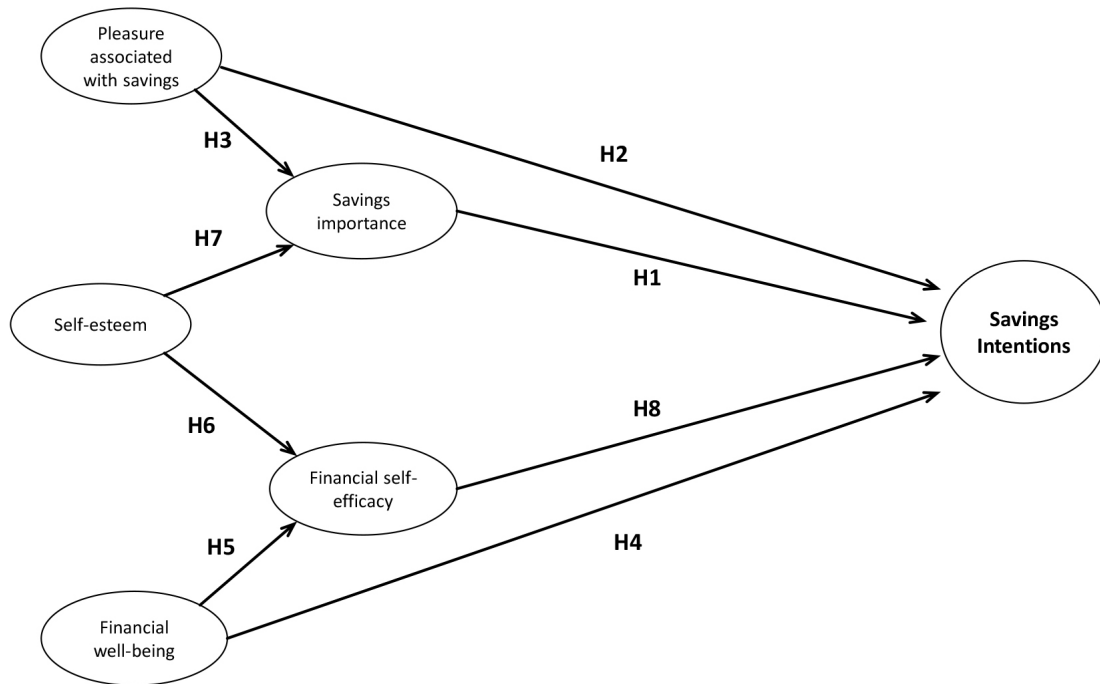 Pleasure
associated
with savings
H3
H2
Savings
importance
H7
H1
Self-esteem
Savings
Intentions
H6
H8
Financial self-
efficacy
H5
H4
Financial
well-being